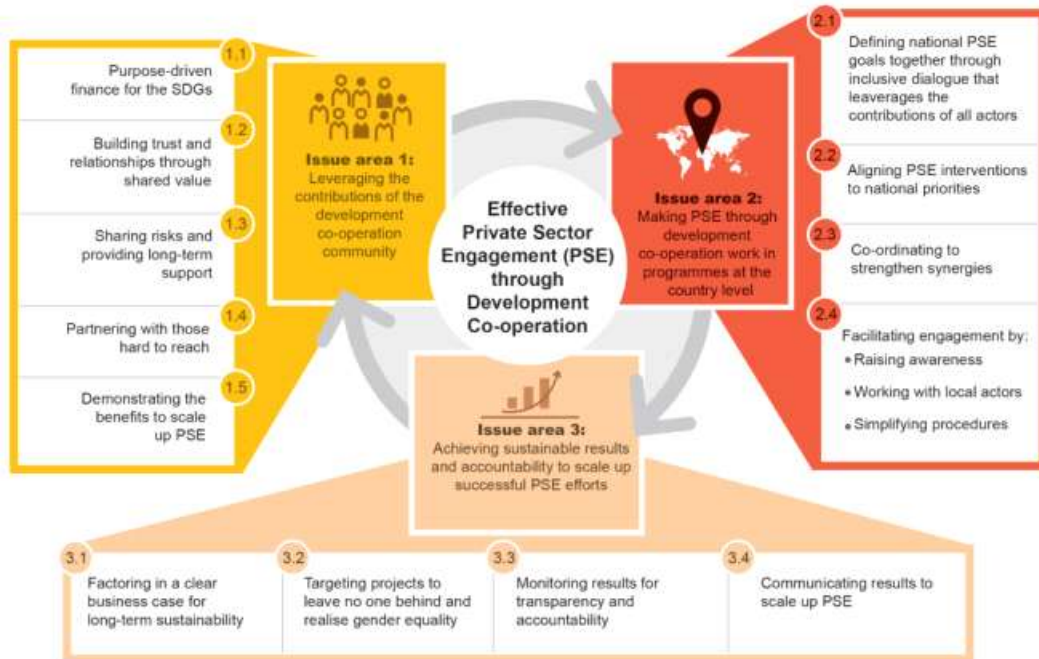 1.1
Purpose-driven
finance for the SDGs
1.2
Building trust and
relationships through
shared value
1.3
Sharing risks and
providing long-term
support
1.4
Partnering with those
hard to reach
1.5
Demonstrating the
benefits to scale
up PSE
Issue area 1:
Leveraging the
contributions of the
development
co-operation
community
Effective
Private Sector
Engagement (PSE)
through
Development
Co-operation
Issue area 2:
Making PSE through
development
co-operation work in
programmes at the
country level
2.1
Defining national PSE
goals together through
inclusive dialogue that
leaverages the
contributions of all actors
2.2
Aligning PSE interventions
to national priorities
2.3
Co-ordinating to
strengthen synergies
2.4
Facilitating engagement by:
• Raising awareness
• Working with local actors
• Simplifying procedures
Issue area 3:
Achieving sustainable results
and accountability to scale up
successful PSE efforts
3.1
Factoring in a clear
business case for
long-term sustainability
3.2
Targeting projects to
leave no one behind and
realise gender equality
3.3
Monitoring results for
transparency and
accountability
3.4
Communicating results to
scale up PSE